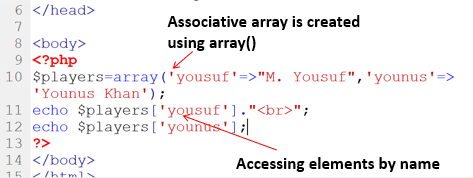 6 </head>
Associative array is created
using array()
7
8 <body>
9 <?php
10 $players=array('yousuf'=>"M. Yousuf",'younus'=>
'Younus Khan');
11 echo $players['yousuf']."<br>";
12 echo $players['younus'];
13 ?>
14 </body>
Accessing elements by name
15 </html>